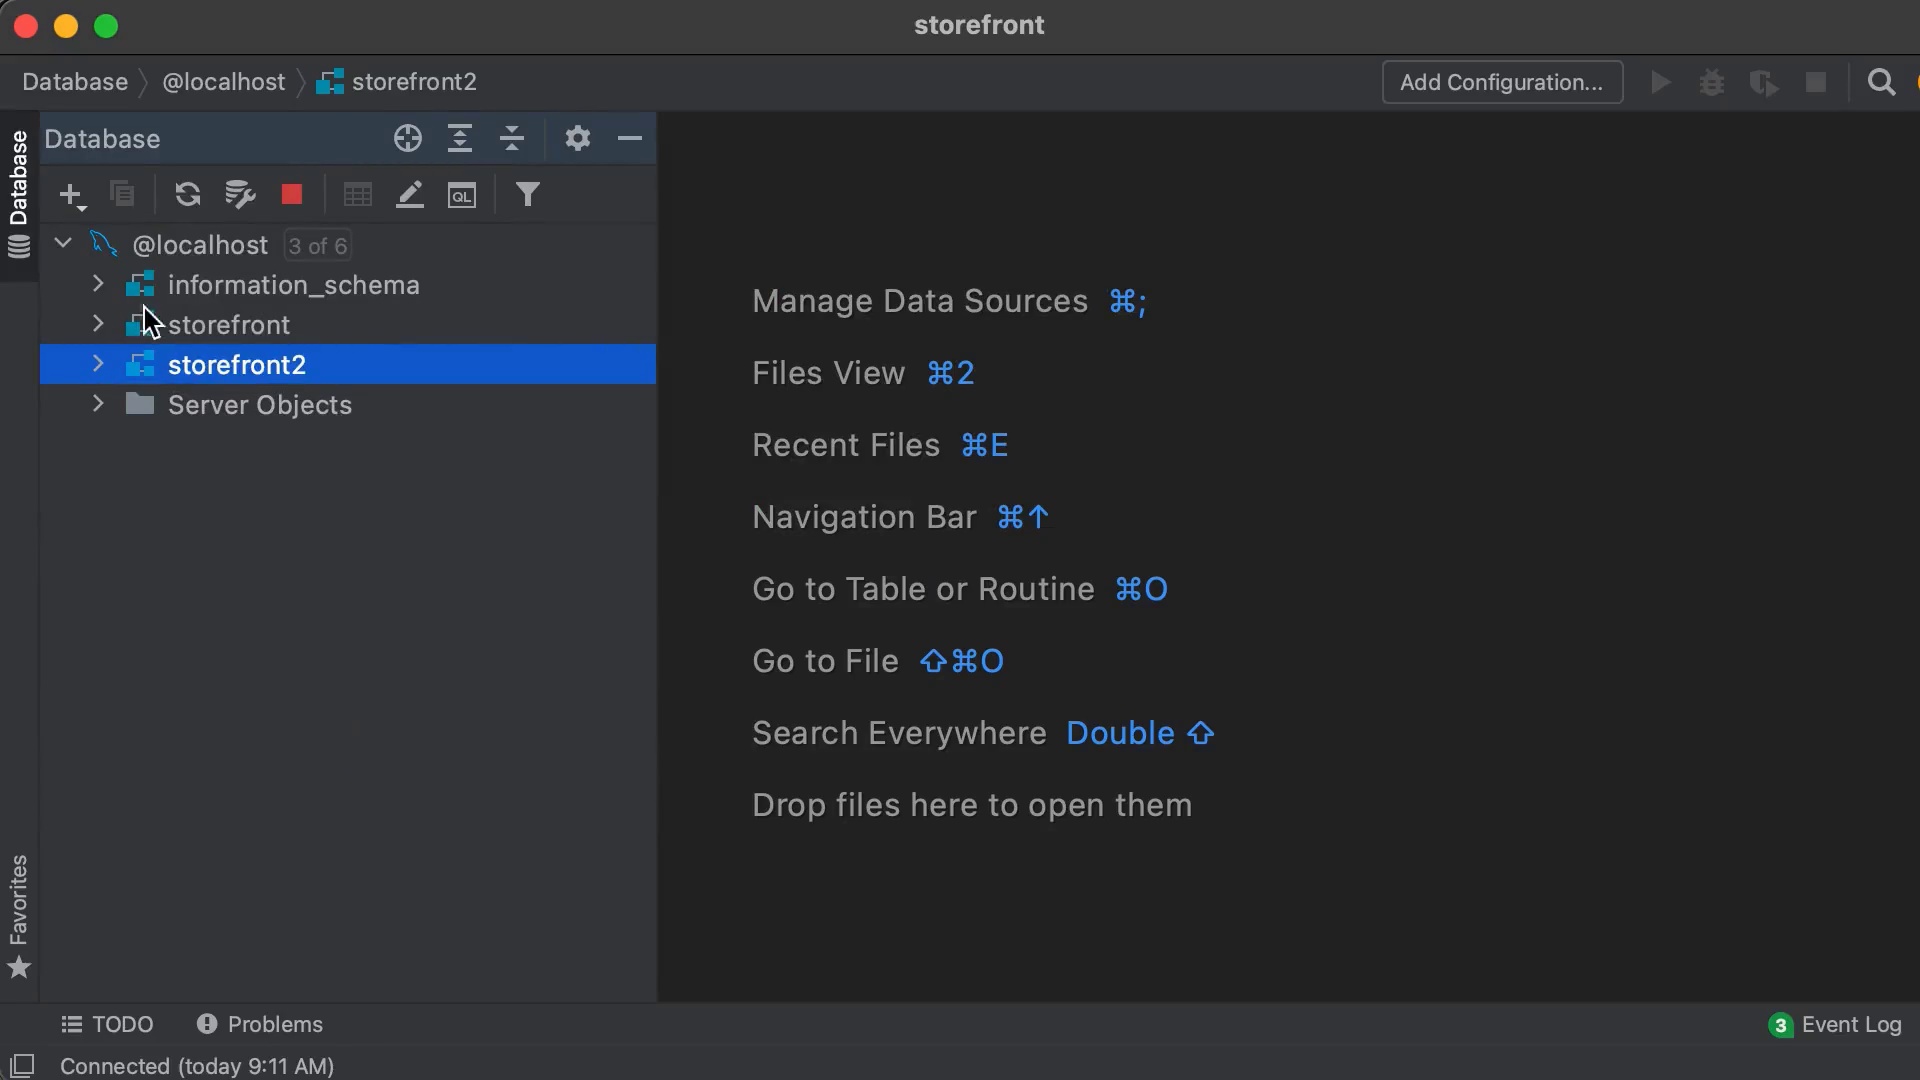 storefront
Database @localhost storefront2
Add Configuration...
Database
Database
QL
@localhost 3 of 6
information_schema
storefront
storefront2
Server Objects
Manage Data Sources ⌘;
Files View ⌘2
Recent Files ⌘E
Navigation Bar ⌘↑
Go to Table or Routine ⌘O
Go to File ⇧⌘O
Search Everywhere Double ⇧
Drop files here to open them
Favorites
TODO
Problems
3 Event Log
Connected (today 9:11 AM)